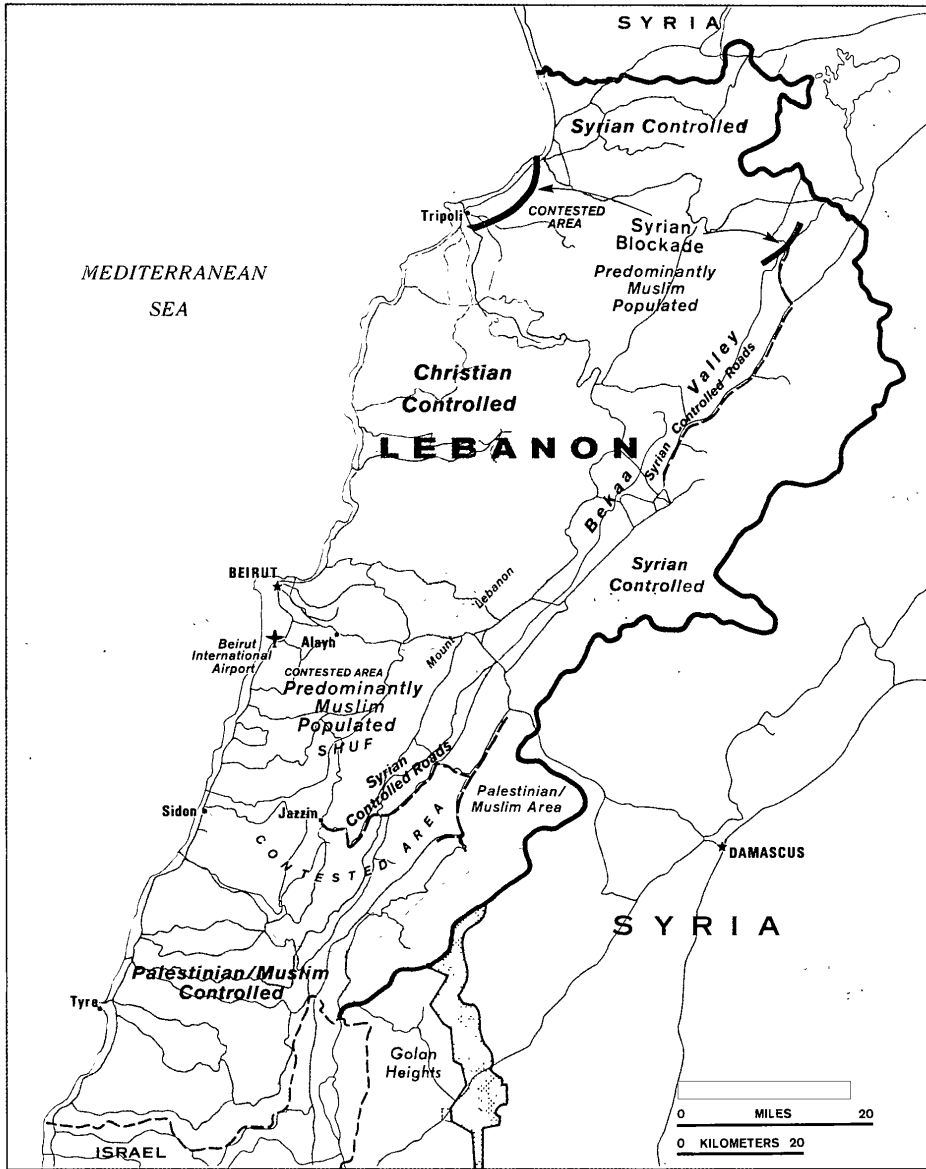 SYRIA
Syrian Controlled
Tripoli
CONTESTED
AREA
Syrian
Blockade
MEDITERRANEAN
SEA
Predominantly
Muslim
Populated
Christian
Controlled
Valley
Syrian Controlled Roads
LEBANON
Bekaa
BEIRUT
Lebanon
Mount
Syrian
Controlled
Beirut
International
Airport
Alayh
CONTESTED AREA
Predominantly
Muslim
Populated
SHUF
Syrian
Controlled Roads
Palestinian/
Muslim Area
Sidon
Jazzin
CONTESTED AREA
DAMASCUS
SYRIA
Palestinian/Muslim
Controlled
Tyre
Golan
Heights
ISRAEL
0 MILES 20
0 KILOMETERS 20